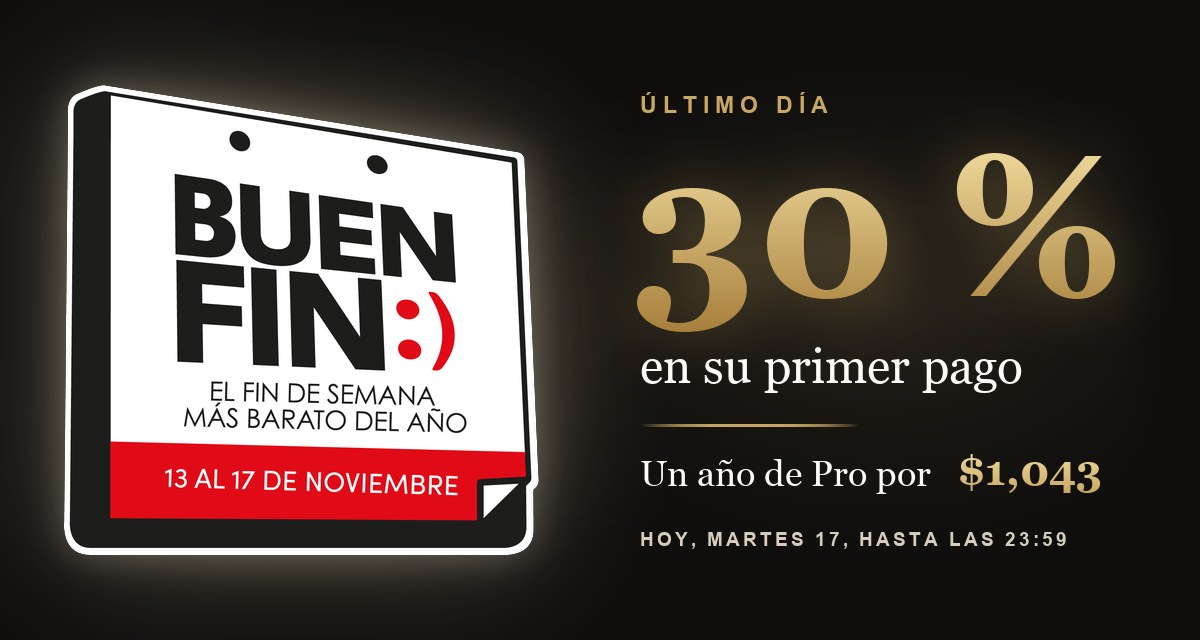 BUEN
FIN:)
EL FIN DE SEMANA
MÁS BARATO DEL AÑO
13 AL 17 DE NOVIEMBRE
ÚLTIMO DÍA
30 %
en su primer pago
Un año de Pro por $1,043
HOY, MARTES 17, HASTA LAS 23:59